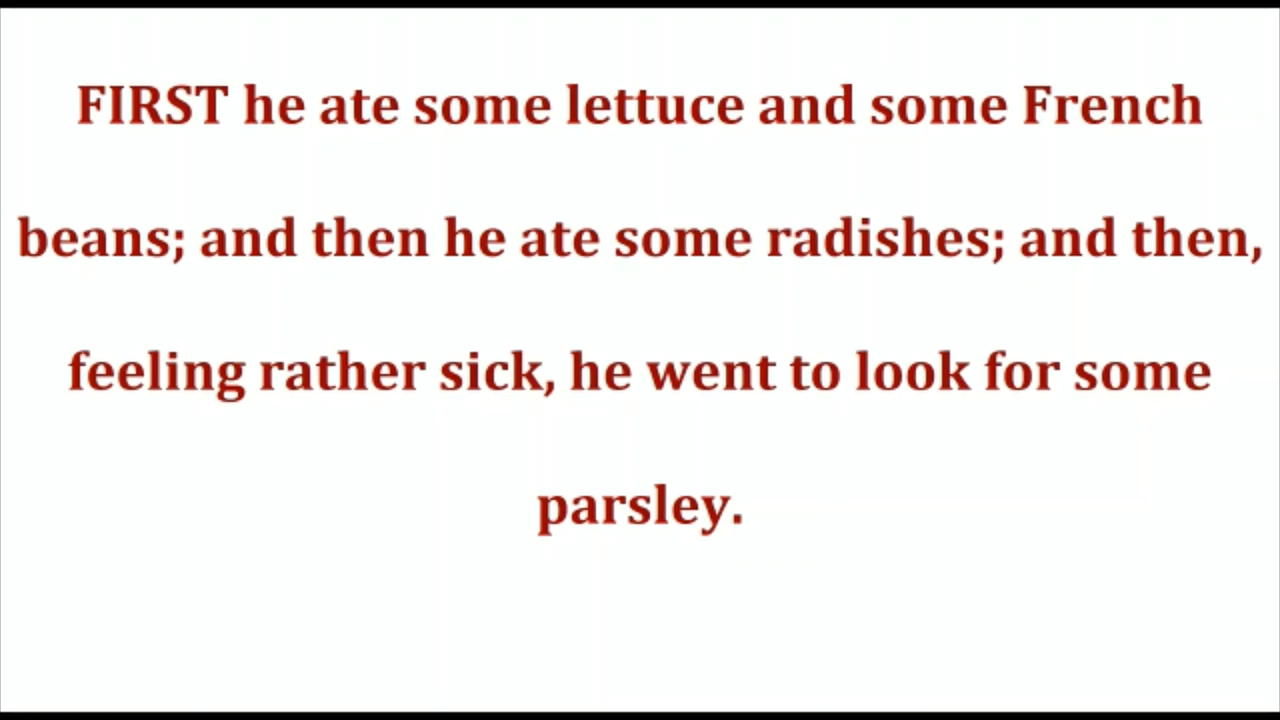 FIRST he ate some lettuce and some French
beans; and then he ate some radishes; and then,
feeling rather sick, he went to look for some
parsley.